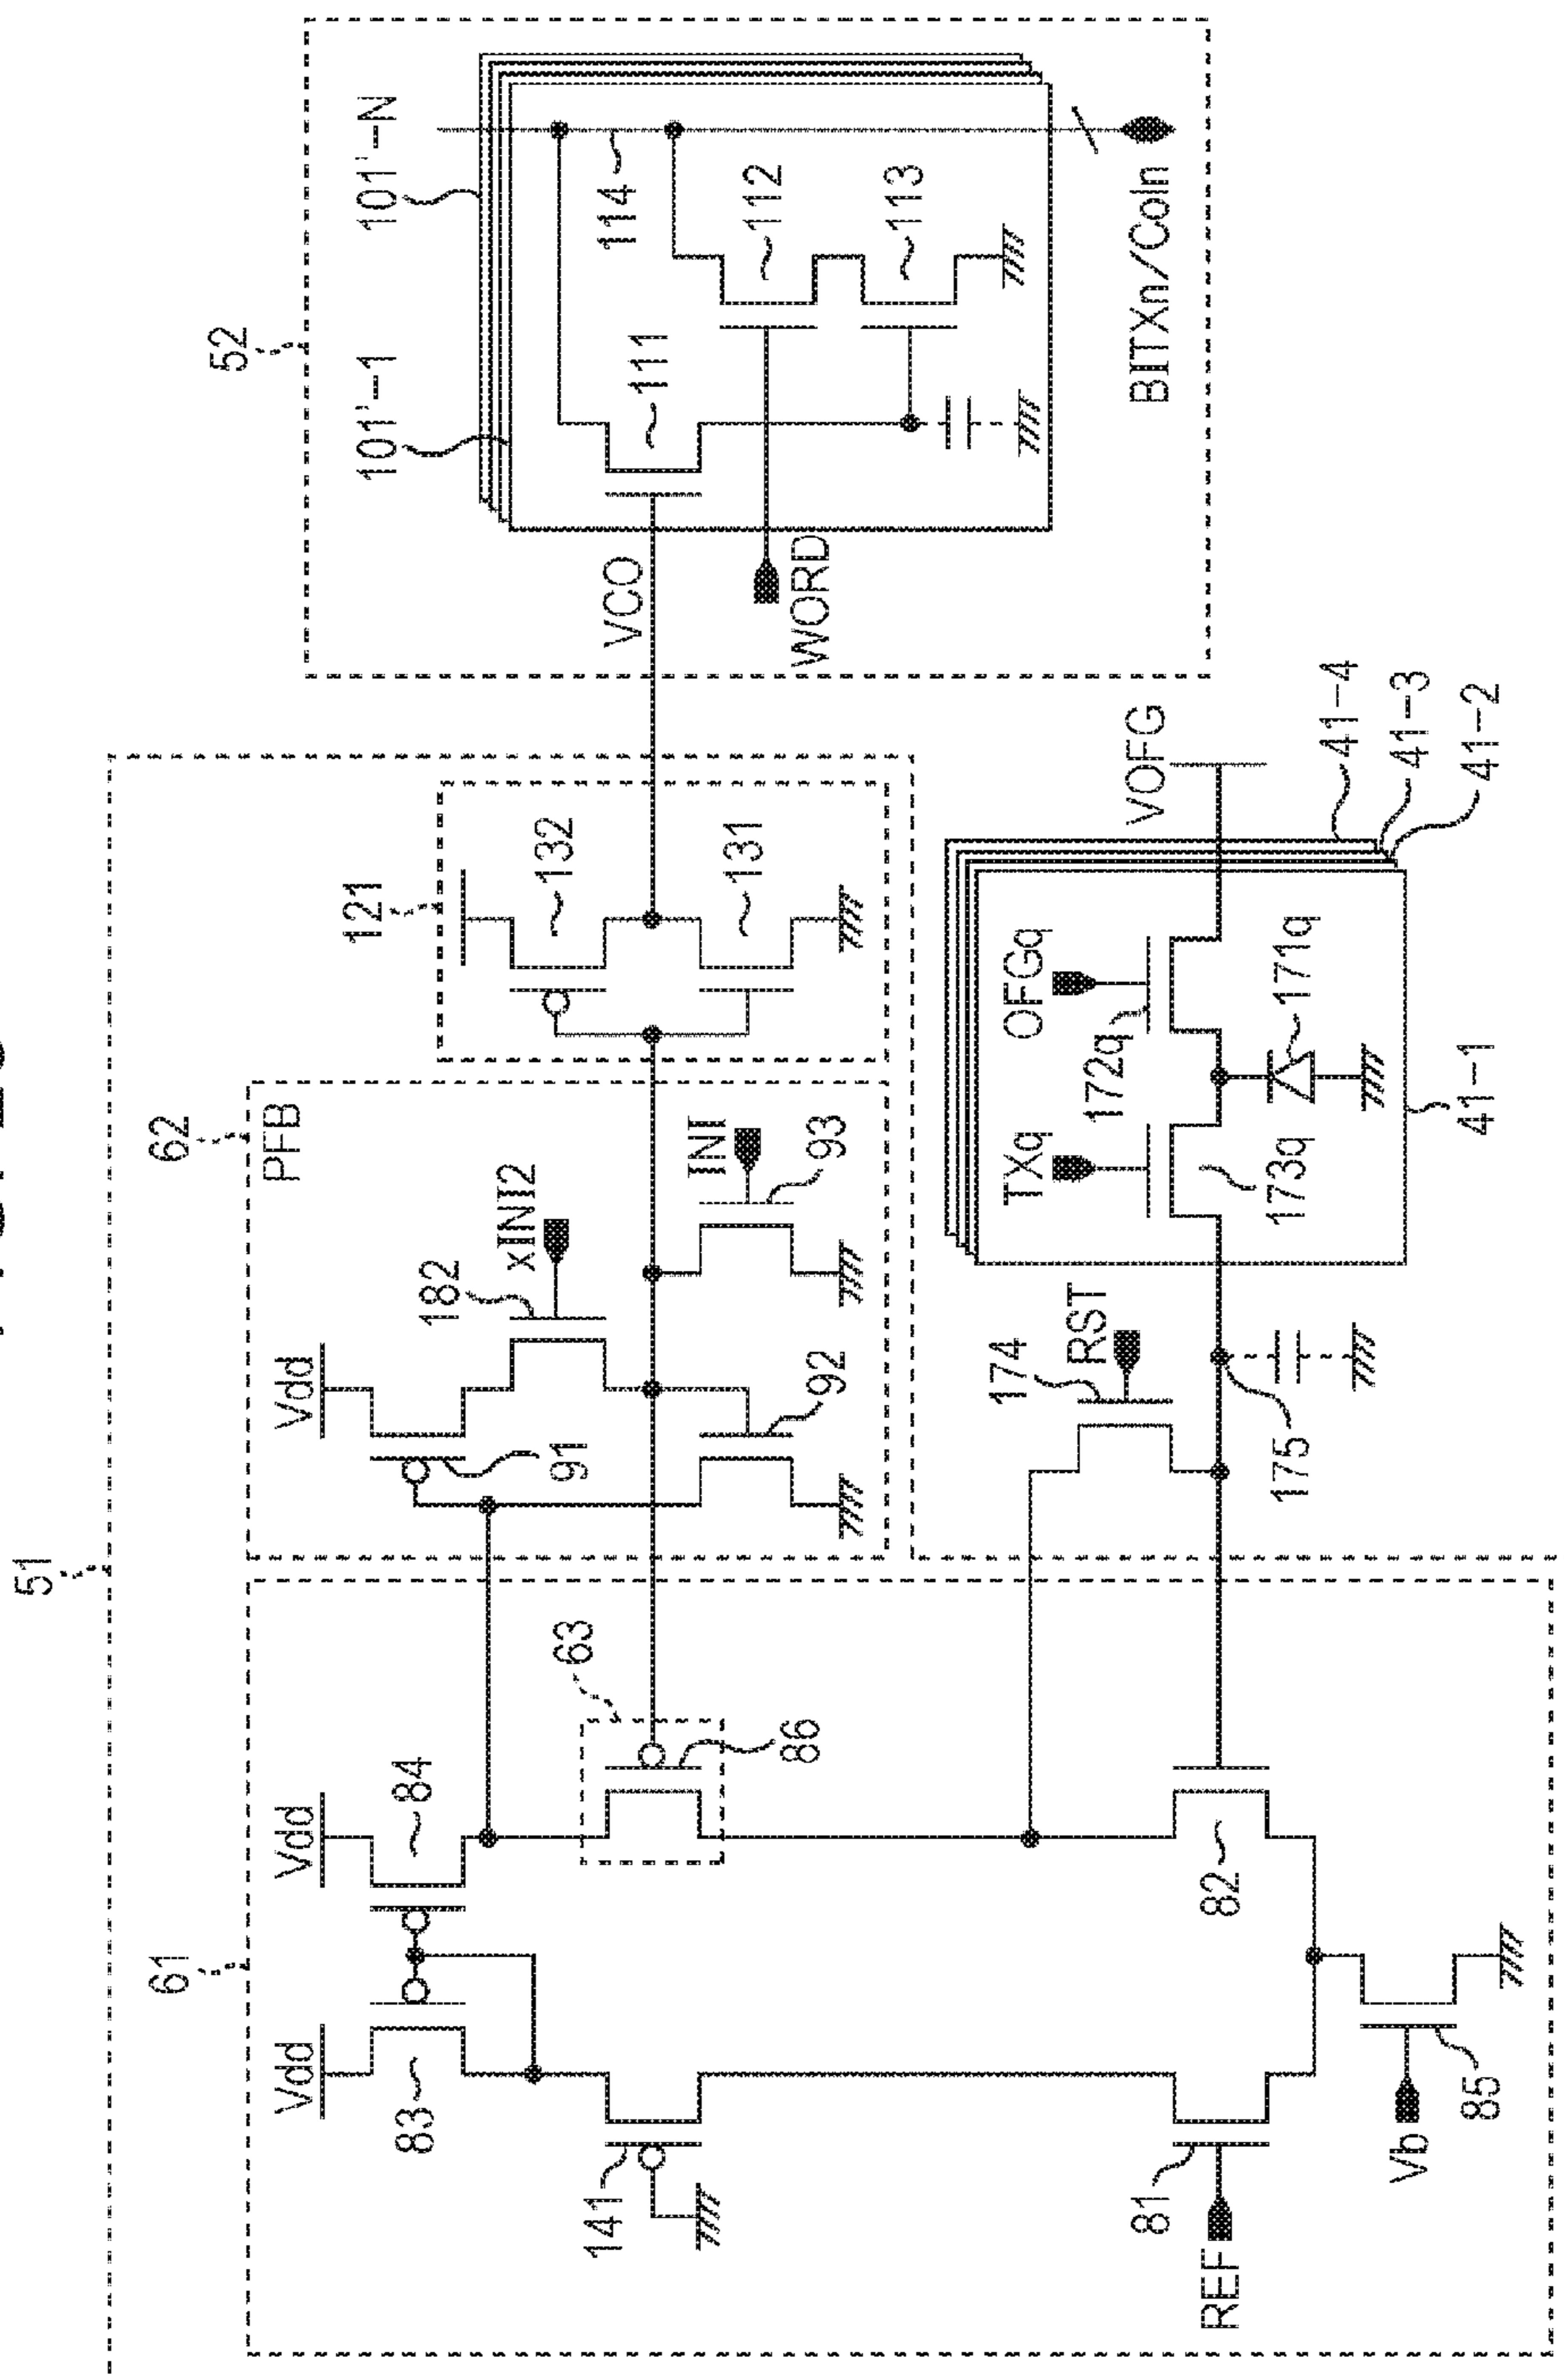 51
52
61
62
121
101'-1
101'-N
Vdd
Vdd
Vdd
PFB
83
84
91
182
xINI2
132
VCO
111
114
141
63
86
92
INI
93
131
WORD
112
113
174
RST
TXq
OFGq
VOFG
172q
BITXn/Coln
REF
81
82
175
173q
171q
41-4
41-3
41-2
41-1
Vb
85